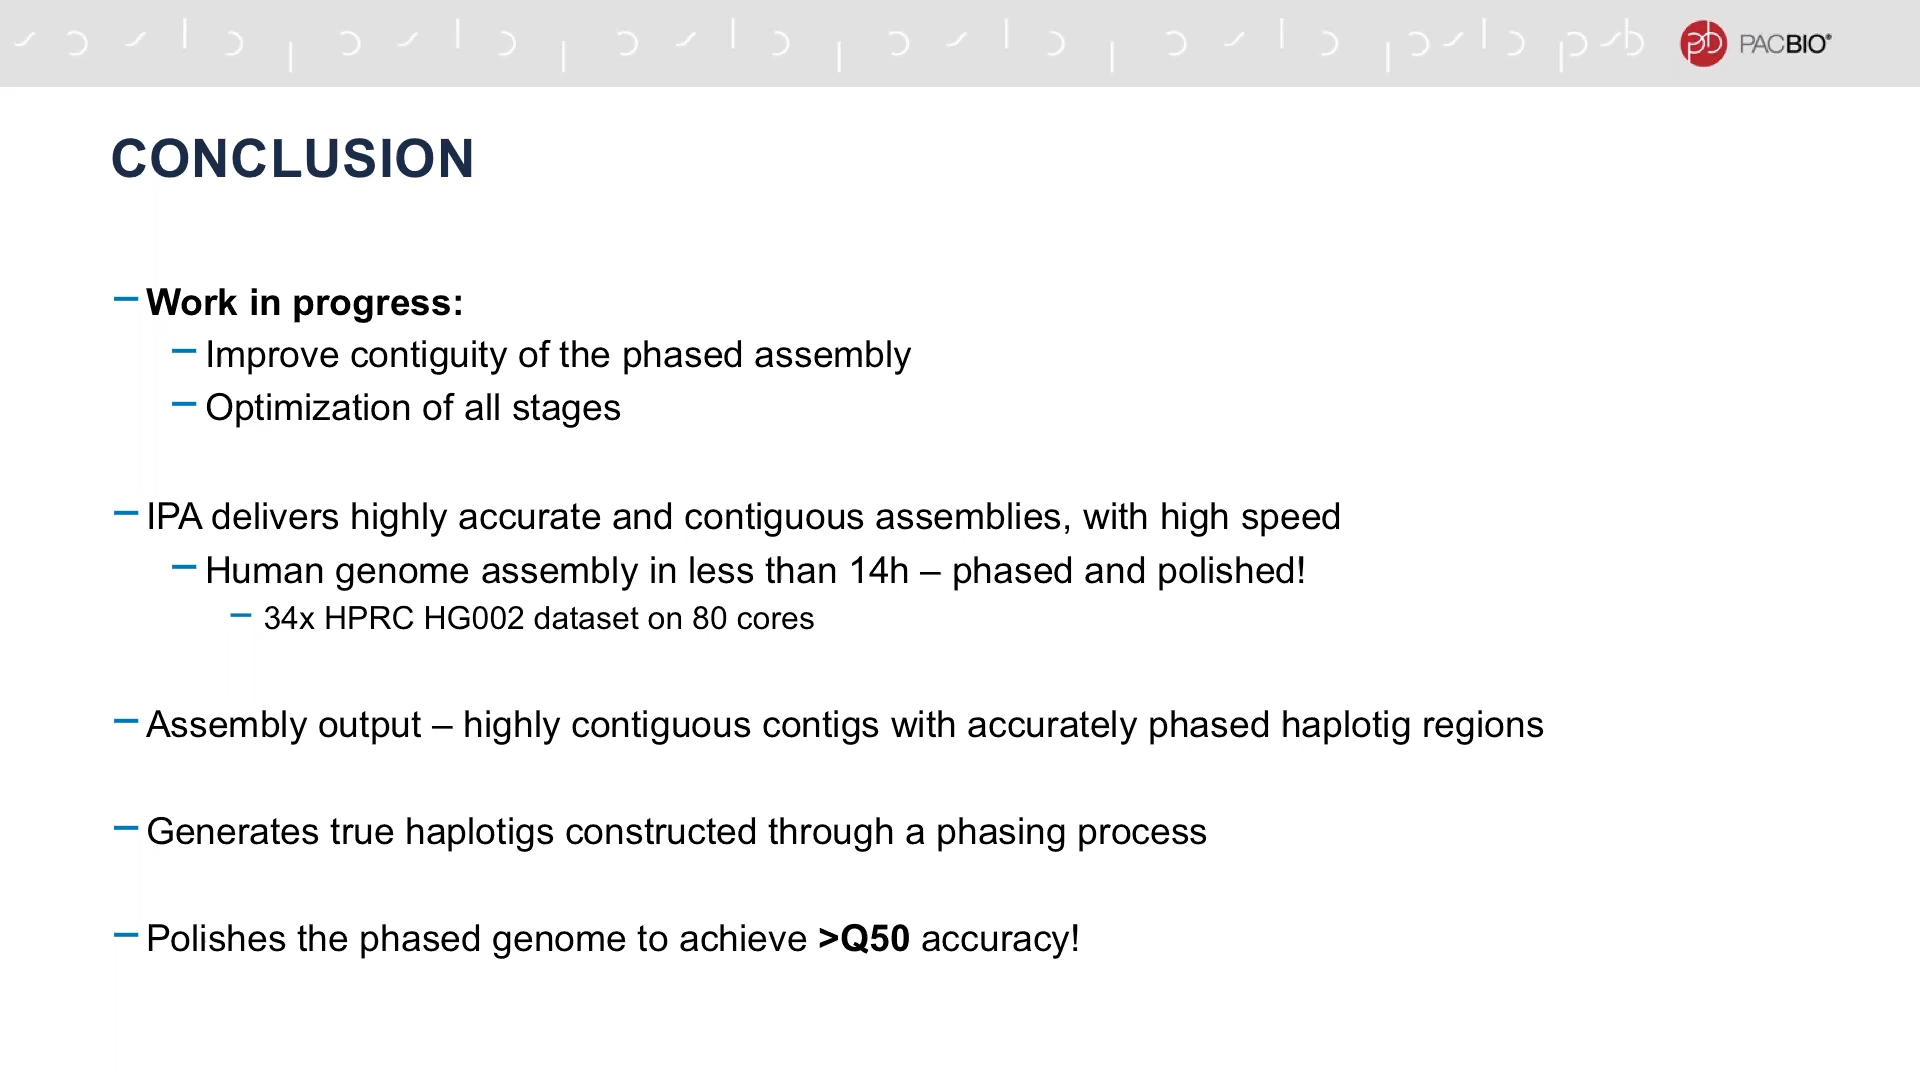 PACBIO®
CONCLUSION
– Work in progress:
– Improve contiguity of the phased assembly
– Optimization of all stages
– IPA delivers highly accurate and contiguous assemblies, with high speed
– Human genome assembly in less than 14h – phased and polished!
– 34x HPRC HG002 dataset on 80 cores
– Assembly output – highly contiguous contigs with accurately phased haplotig regions
– Generates true haplotigs constructed through a phasing process
– Polishes the phased genome to achieve >Q50 accuracy!